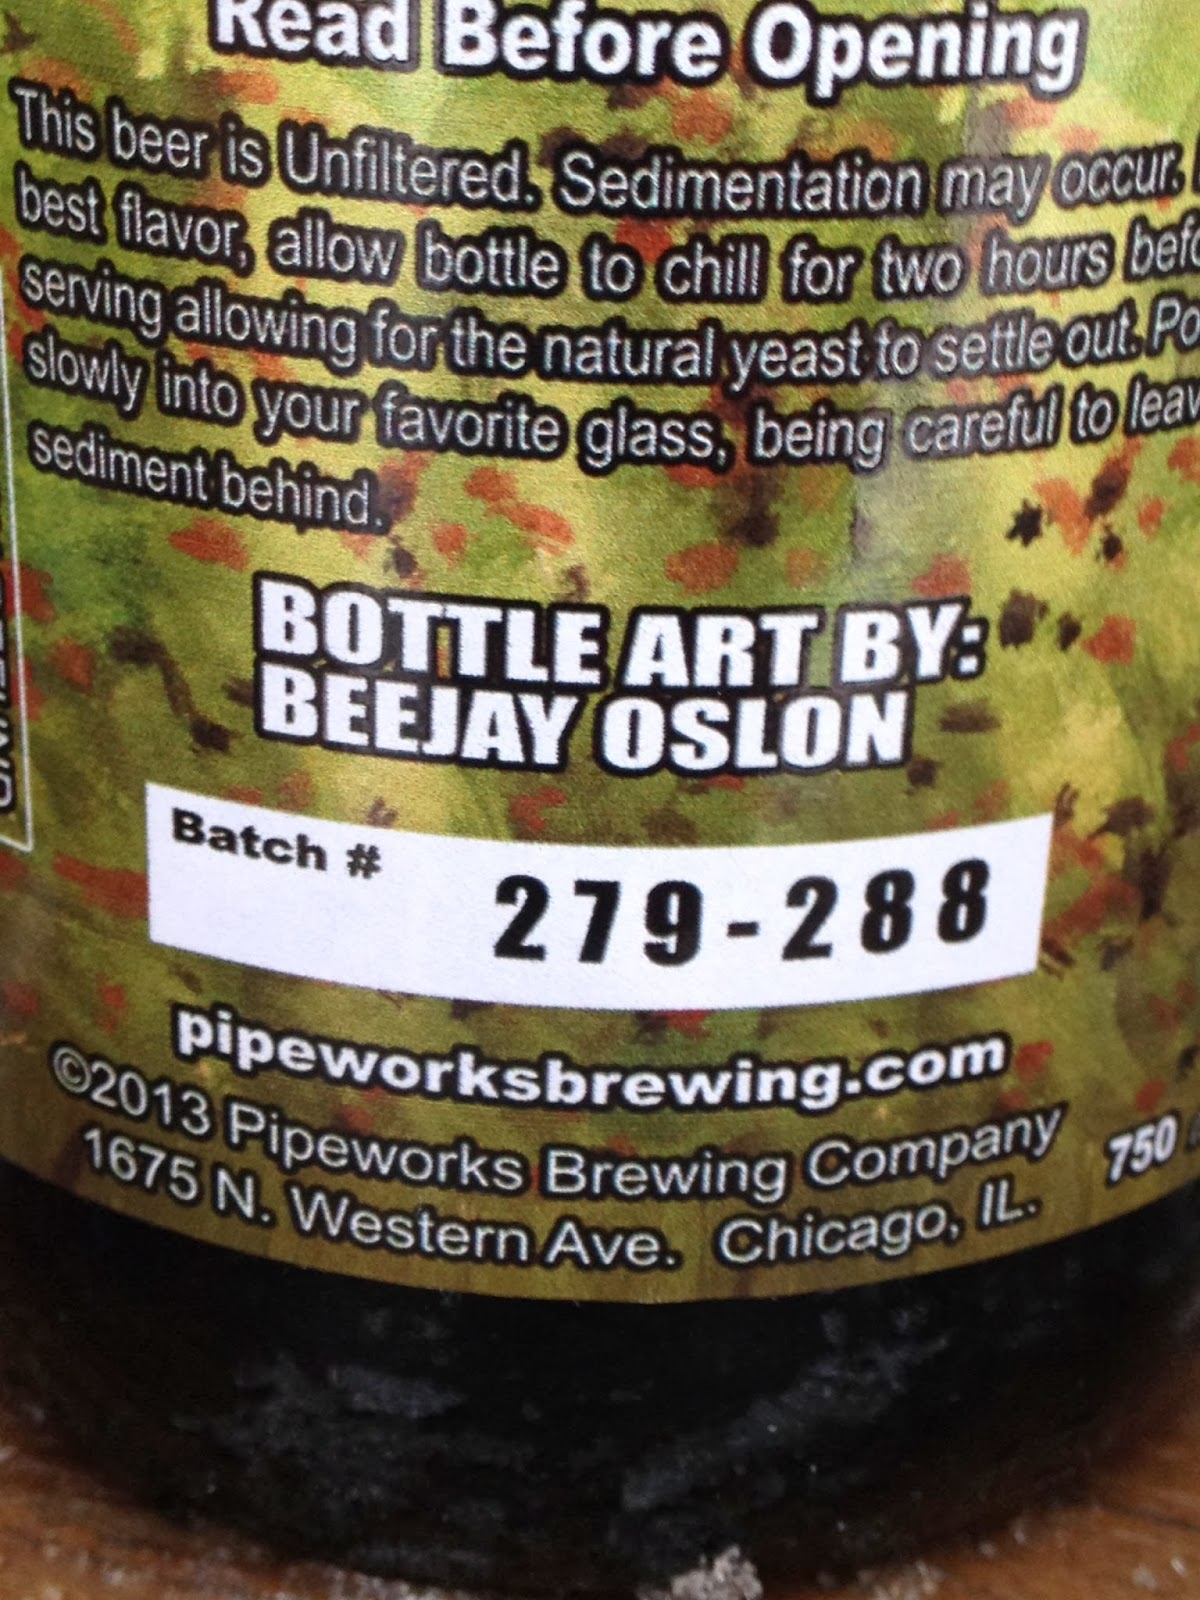 Read Before Opening
This beer is Unfiltered. Sedimentation may occur.
best flavor, allow bottle to chill for two hours
serving allowing for the natural yeast to settle out.
slowly into your favorite glass, being careful to
sediment behind.
BOTTLE ART BY:
BEEJAY OSLON
Batch #
279-288
pipeworksbrewing.com
©2013 Pipeworks Brewing Company
1675 N. Western Ave. Chicago, IL.
750